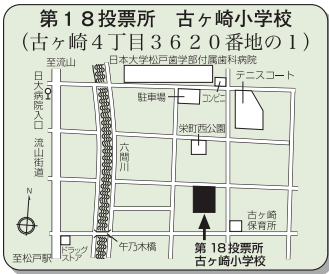 第18投票所 古ヶ崎小学校
（古ヶ崎４丁目３６２０番地の１）
至流山
日本大学松戸歯学部付属歯科病院
日大病院入口
流山街道
駐車場
コンビニ
テニスコート
栄町西公園
六間川
N
古ヶ崎
保育所
午乃木橋
ドラッグ
ストア
至松戸駅
第18投票所
古ヶ崎小学校